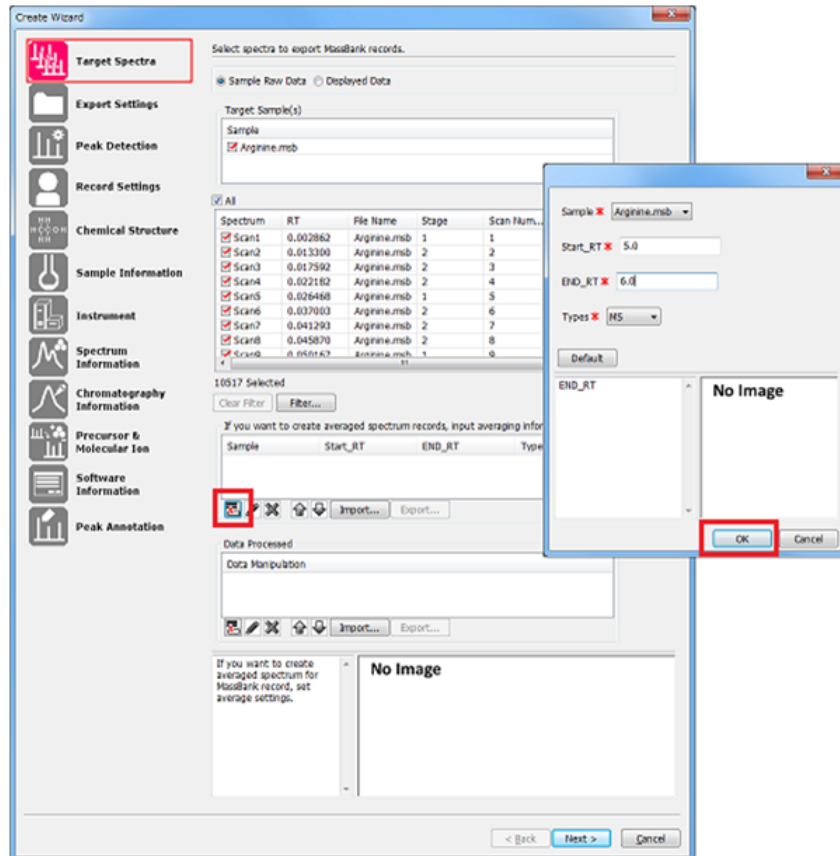 Create Wizard
Target Spectra
Export Settings
Peak Detection
Record Settings
Chemical Structure
Sample Information
Instrument
Spectrum
Information
Chromatography
Information
Precursor &
Molecular Ion
Software
Information
Peak Annotation
Select spectra to export MassBank records.
Sample Raw Data Displayed Data
Target Sample(s)
Sample
Arginine.msb
All
Spectrum RT File Name Stage Scan Num...
Scan1 0.002862 Arginine.msb 1 1
Scan2 0.013300 Arginine.msb 2 2
Scan3 0.017592 Arginine.msb 2 3
Scan4 0.022182 Arginine.msb 2 4
Scan5 0.026468 Arginine.msb 1 5
Scan6 0.037003 Arginine.msb 2 6
Scan7 0.041293 Arginine.msb 2 7
Scan8 0.045870 Arginine.msb 2 8
Scan9 0.050167 Arginine.msb 1 9
10517 Selected
Clear Filter Filter...
If you want to create averaged spectrum records, input averaging infor
Sample Start_RT END_RT Type
Import... Export...
Data Processed
Data Manipulation
Import... Export...
If you want to create
averaged spectrum for
MassBank record, set
average settings.
No Image
< Back Next > Cancel
Sample Arginine.msb
Start_RT 5.0
END_RT 6.0
Types MS
Default
END_RT
No Image
OK Cancel